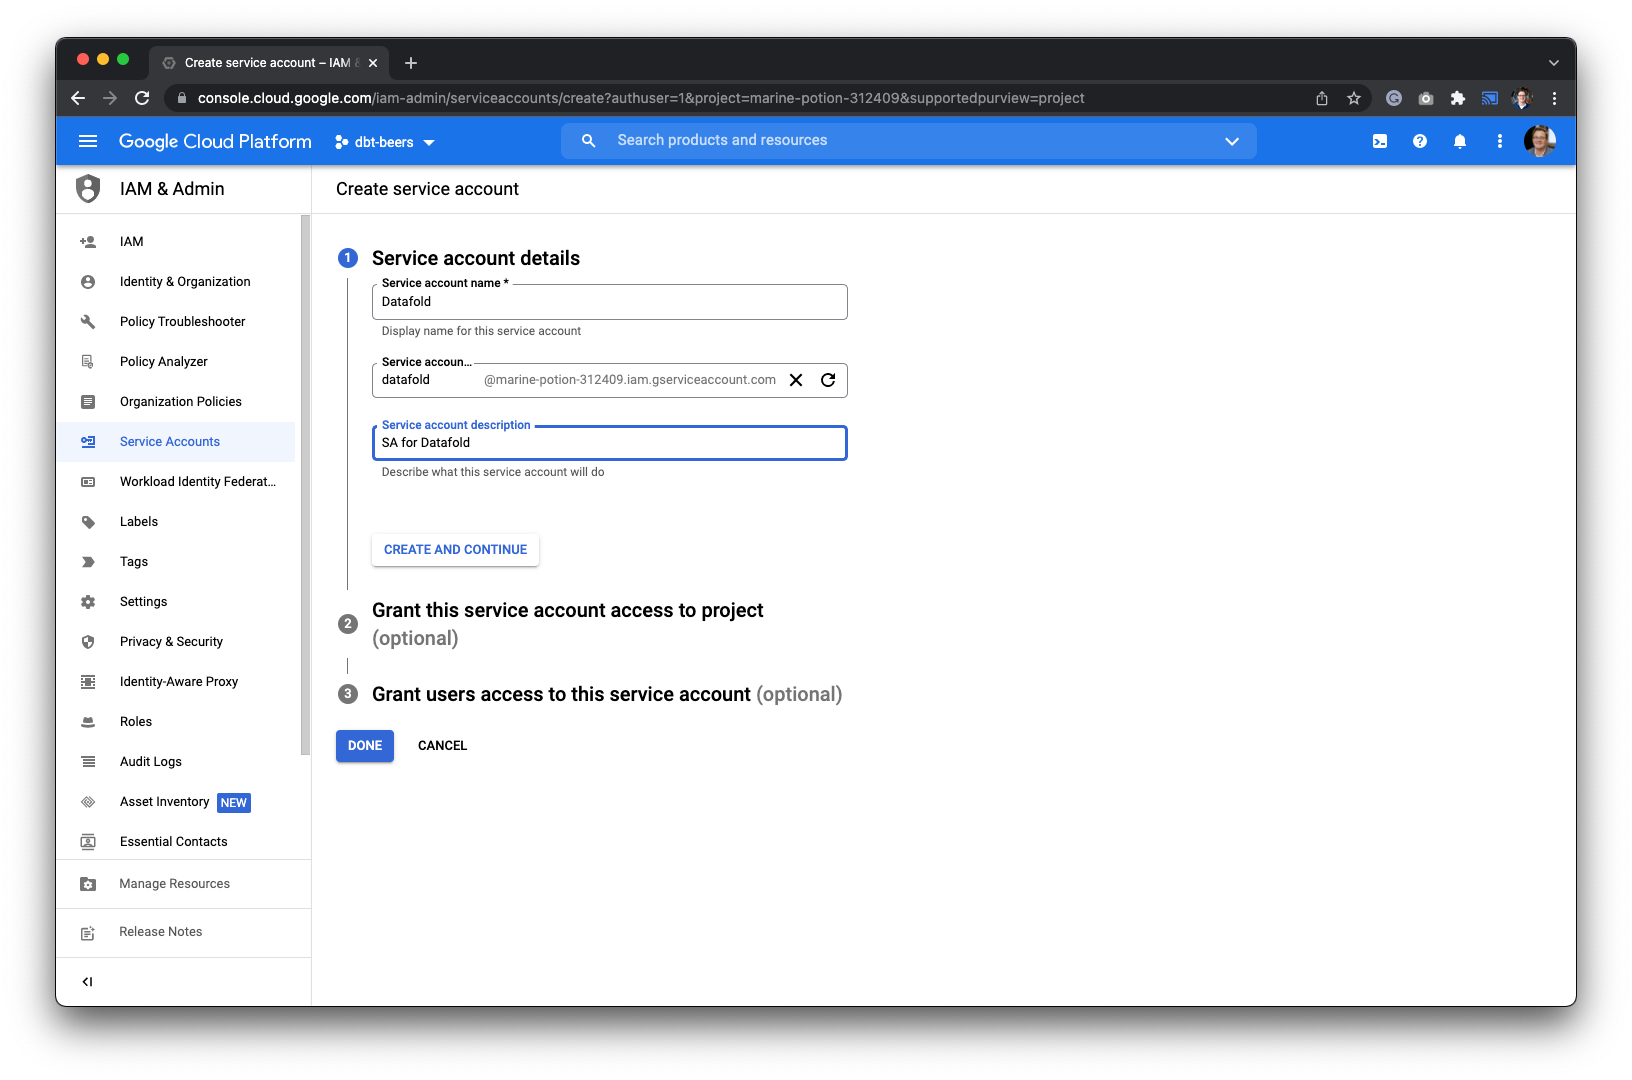 Create service account – IAM &
console.cloud.google.com/iam-admin/serviceaccounts/create?authuser=1&project=marine-potion-312409&supportedpurview=project
Google Cloud Platform
dbt-beers
Search products and resources
IAM & Admin
Create service account
IAM
Identity & Organization
Policy Troubleshooter
Policy Analyzer
Organization Policies
Service Accounts
Workload Identity Federat...
Labels
Tags
Settings
Privacy & Security
Identity-Aware Proxy
Roles
Audit Logs
Asset Inventory NEW
Essential Contacts
Manage Resources
Release Notes
1 Service account details
Service account name *
Datafold
Display name for this service account
Service accoun...
datafold @marine-potion-312409.iam.gserviceaccount.com
Service account description
SA for Datafold
Describe what this service account will do
CREATE AND CONTINUE
2 Grant this service account access to project
(optional)
3 Grant users access to this service account (optional)
DONE CANCEL